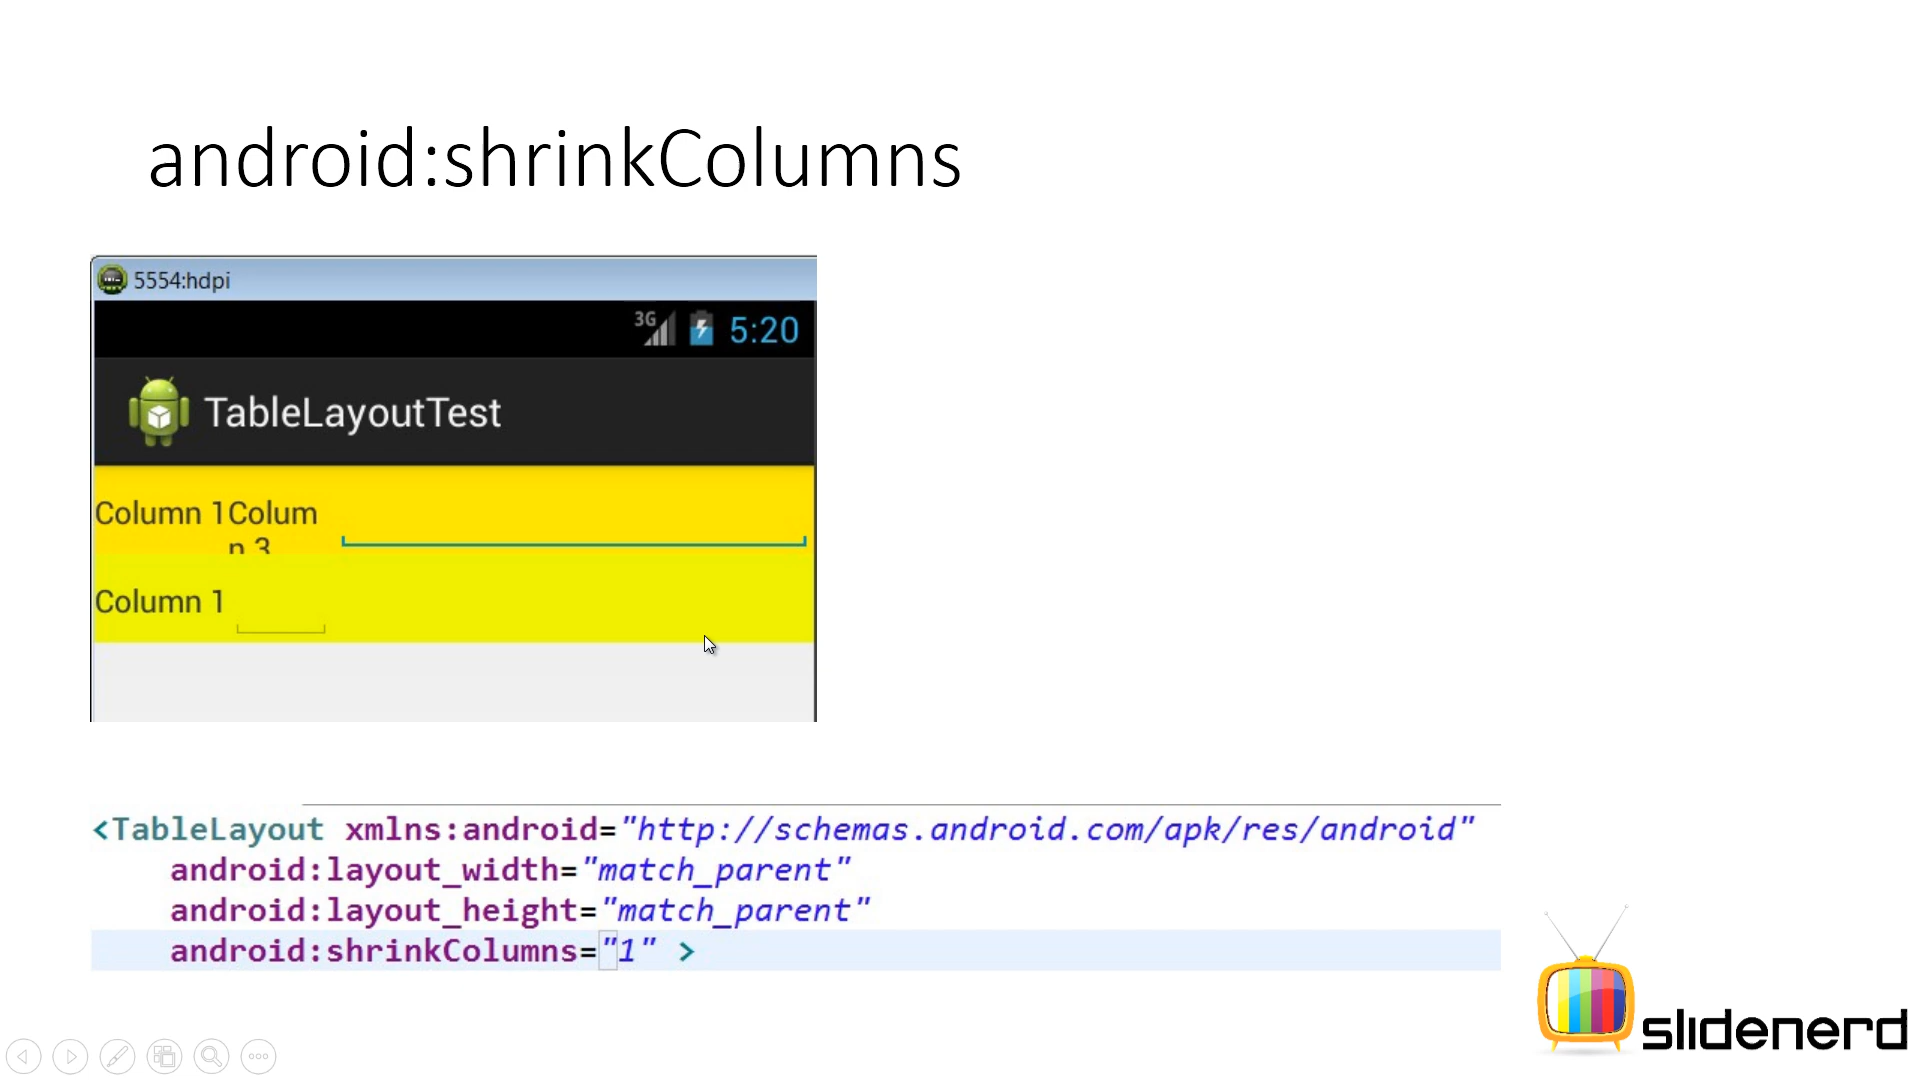 android:shrinkColumns
5554:hdpi
3G 5:20
TableLayoutTest
Column 1Colum
n 3
Column 1
<TableLayout xmlns:android="http://schemas.android.com/apk/res/android"
android:layout_width="match_parent"
android:layout_height="match_parent"
android:shrinkColumns="1" >
slidenerd